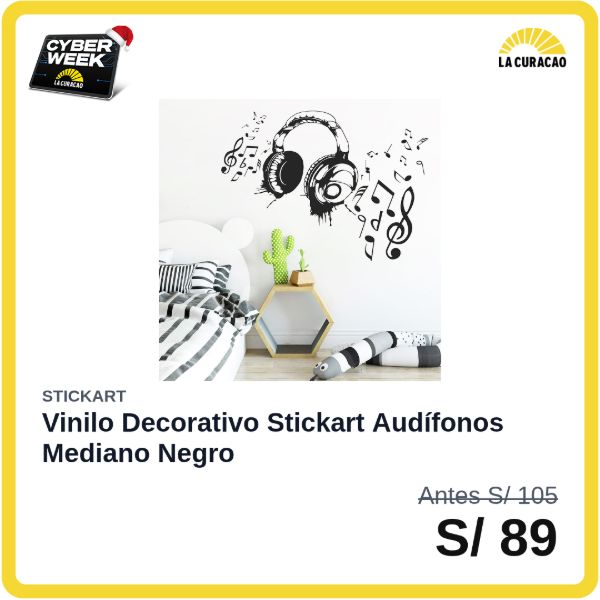 CYBER
WEEK
LA CURACAO
LA CURACAO
STICKART
Vinilo Decorativo Stickart Audífonos
Mediano Negro
Antes S/ 105
S/ 89